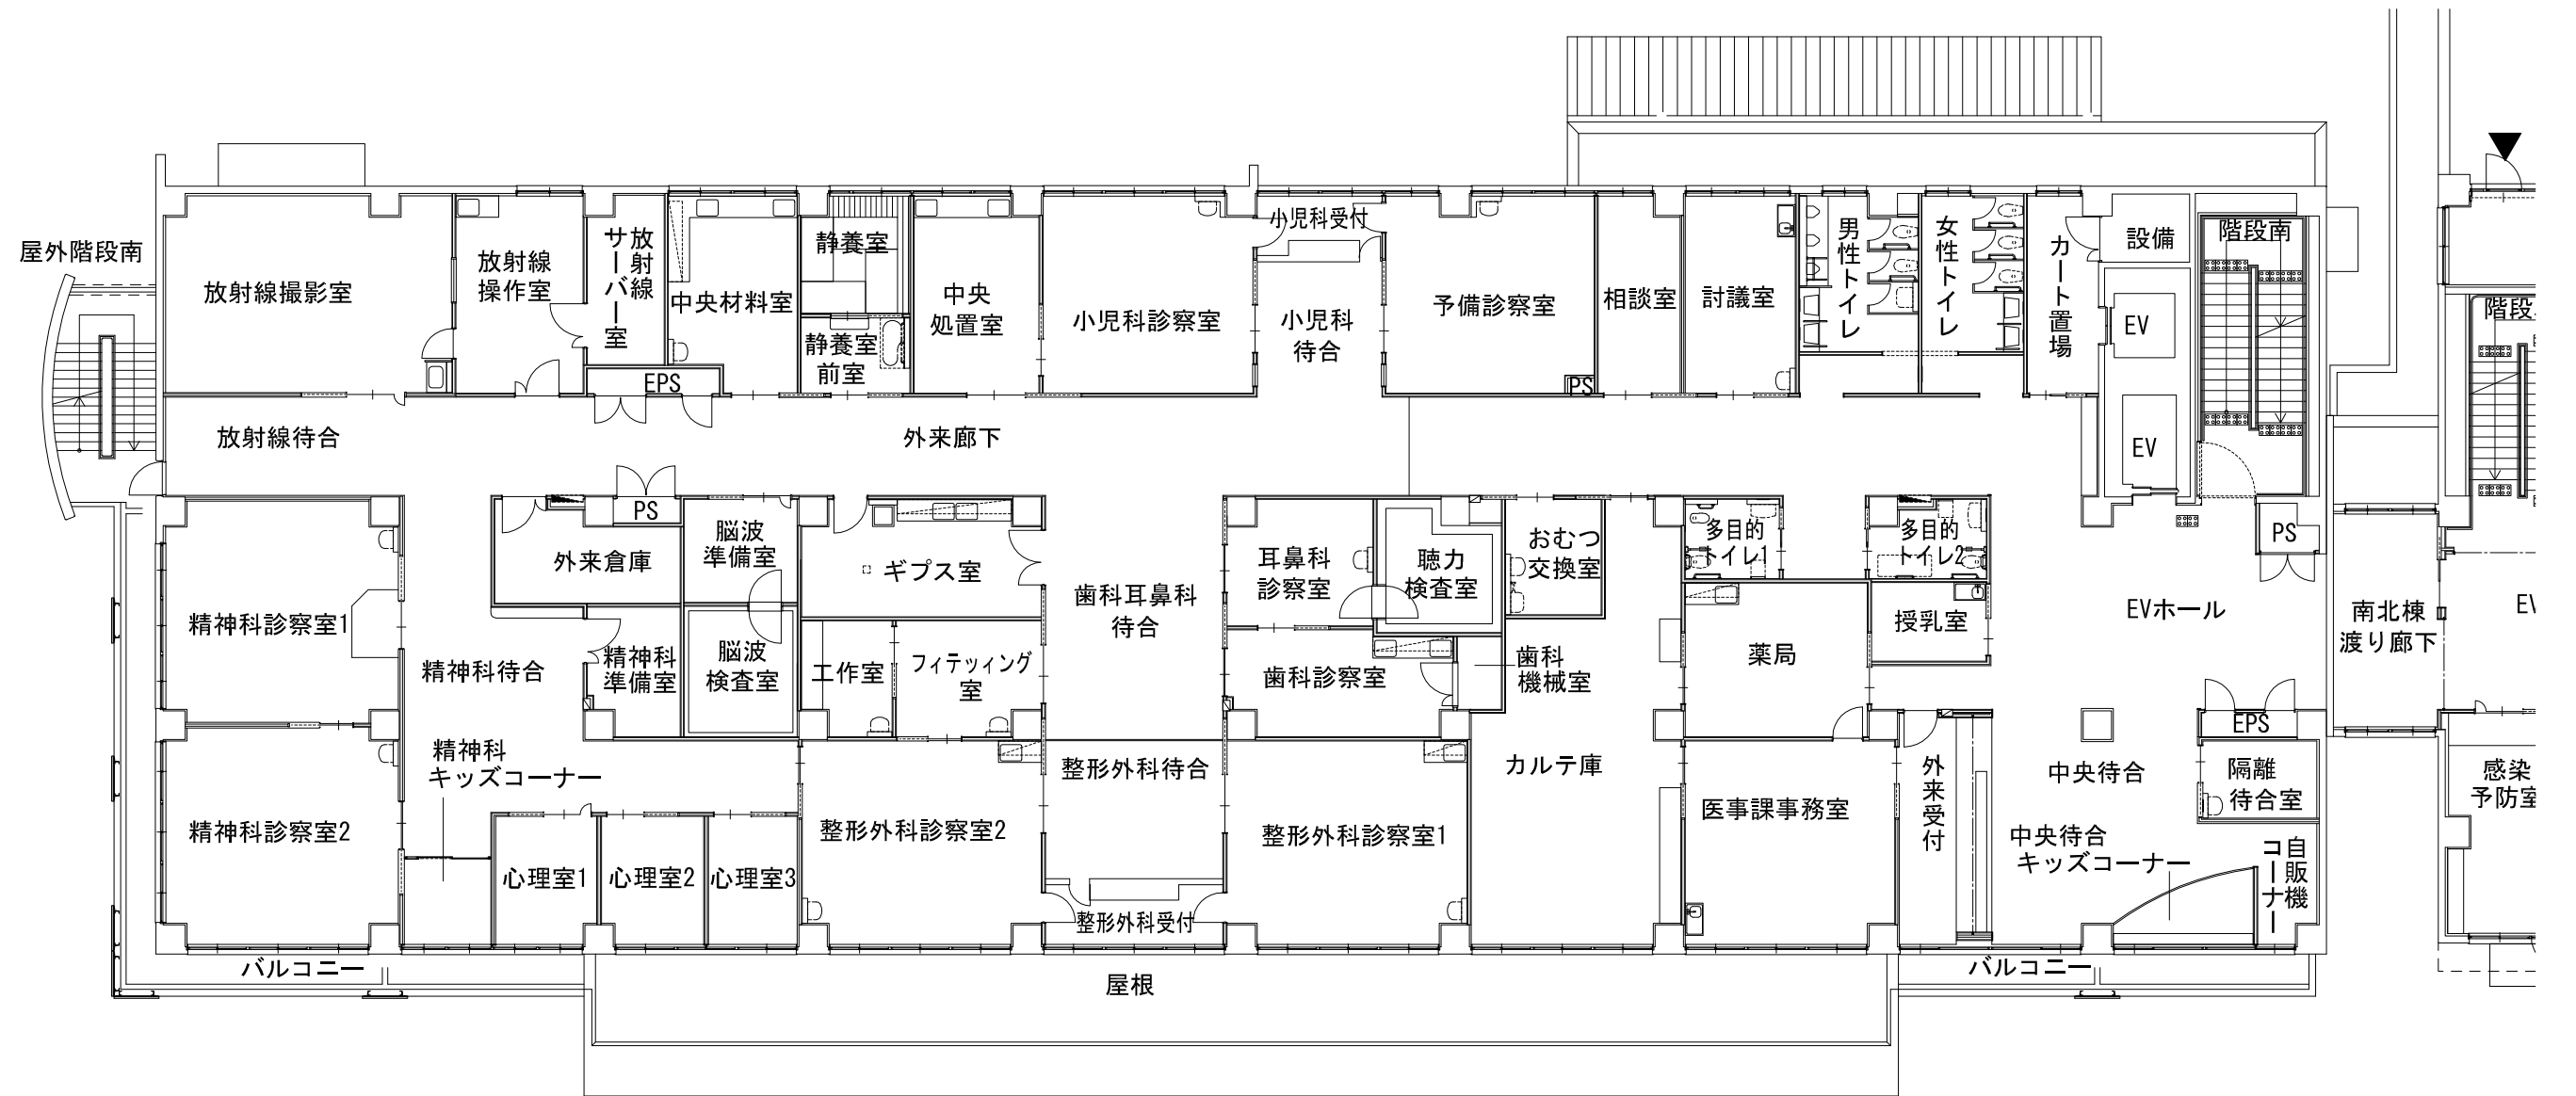 屋外階段南
放射線撮影室
放射線
操作室
放射線
サーバー室
中央材料室
静養室
静養室
前室
中央
処置室
小児科診察室
小児科受付
小児科
待合
予備診察室
PS
相談室
討議室
男性トイレ
女性トイレ
カート置場
設備
EV
EV
階段南
階段
EPS
放射線待合
外来廊下
精神科診察室1
精神科診察室2
外来倉庫
PS
脳波
準備室
精神科待合
精神科
準備室
脳波
検査室
精神科
キッズコーナー
心理室1
心理室2
心理室3
ギプス室
工作室
フィテッィング
室
整形外科診察室2
歯科耳鼻科
待合
整形外科待合
整形外科受付
耳鼻科
診察室
聴力
検査室
歯科診察室
歯科
機械室
整形外科診察室1
おむつ
交換室
カルテ庫
多目的
トイレ1
多目的
トイレ2
授乳室
薬局
医事課事務室
外来受付
EVホール
PS
EPS
中央待合
隔離
待合室
中央待合
キッズコーナー
自販機
コーナー
南北棟
渡り廊下
EV
感染
予防室
バルコニー
屋根
バルコニー